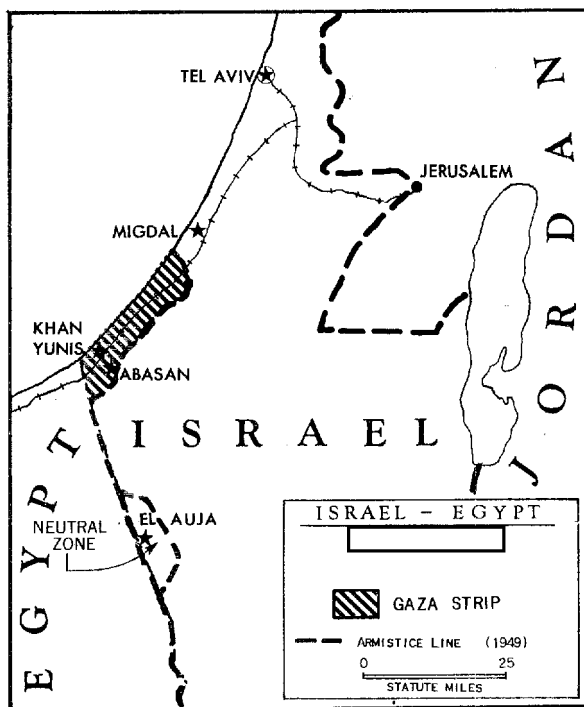 TEL AVIV
JERUSALEM
MIGDAL
KHAN
YUNIS
ABASAN
ISRAEL
EGYPT
JORDAN
EL AUJA
NEUTRAL
ZONE
ISRAEL - EGYPT
GAZA STRIP
ARMISTICE LINE (1949)
0 25
STATUTE MILES